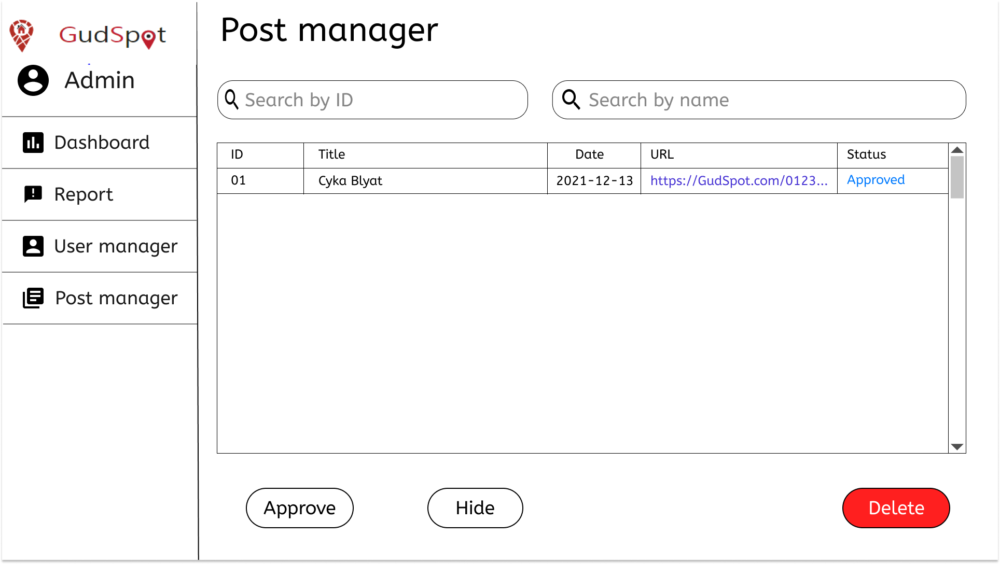 GudSpot
Admin
Dashboard
Report
User manager
Post manager
Post manager
Search by ID
Search by name
ID Title Date URL Status
01 Cyka Blyat 2021-12-13 https://GudSpot.com/0123... Approved
Approve
Hide
Delete